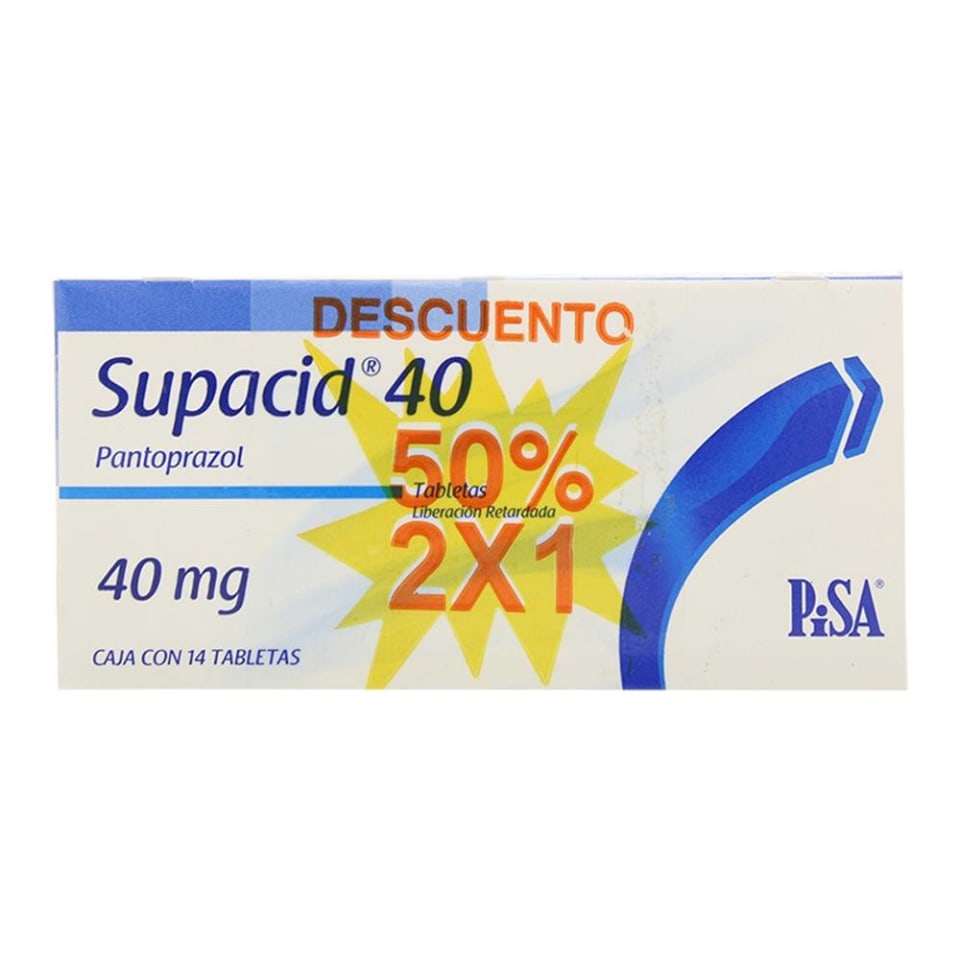 DESCUENTO
Supacid® 40
Pantoprazol
50%
Tabletas
Liberación Retardada
2X1
40 mg
CAJA CON 14 TABLETAS
PiSA®